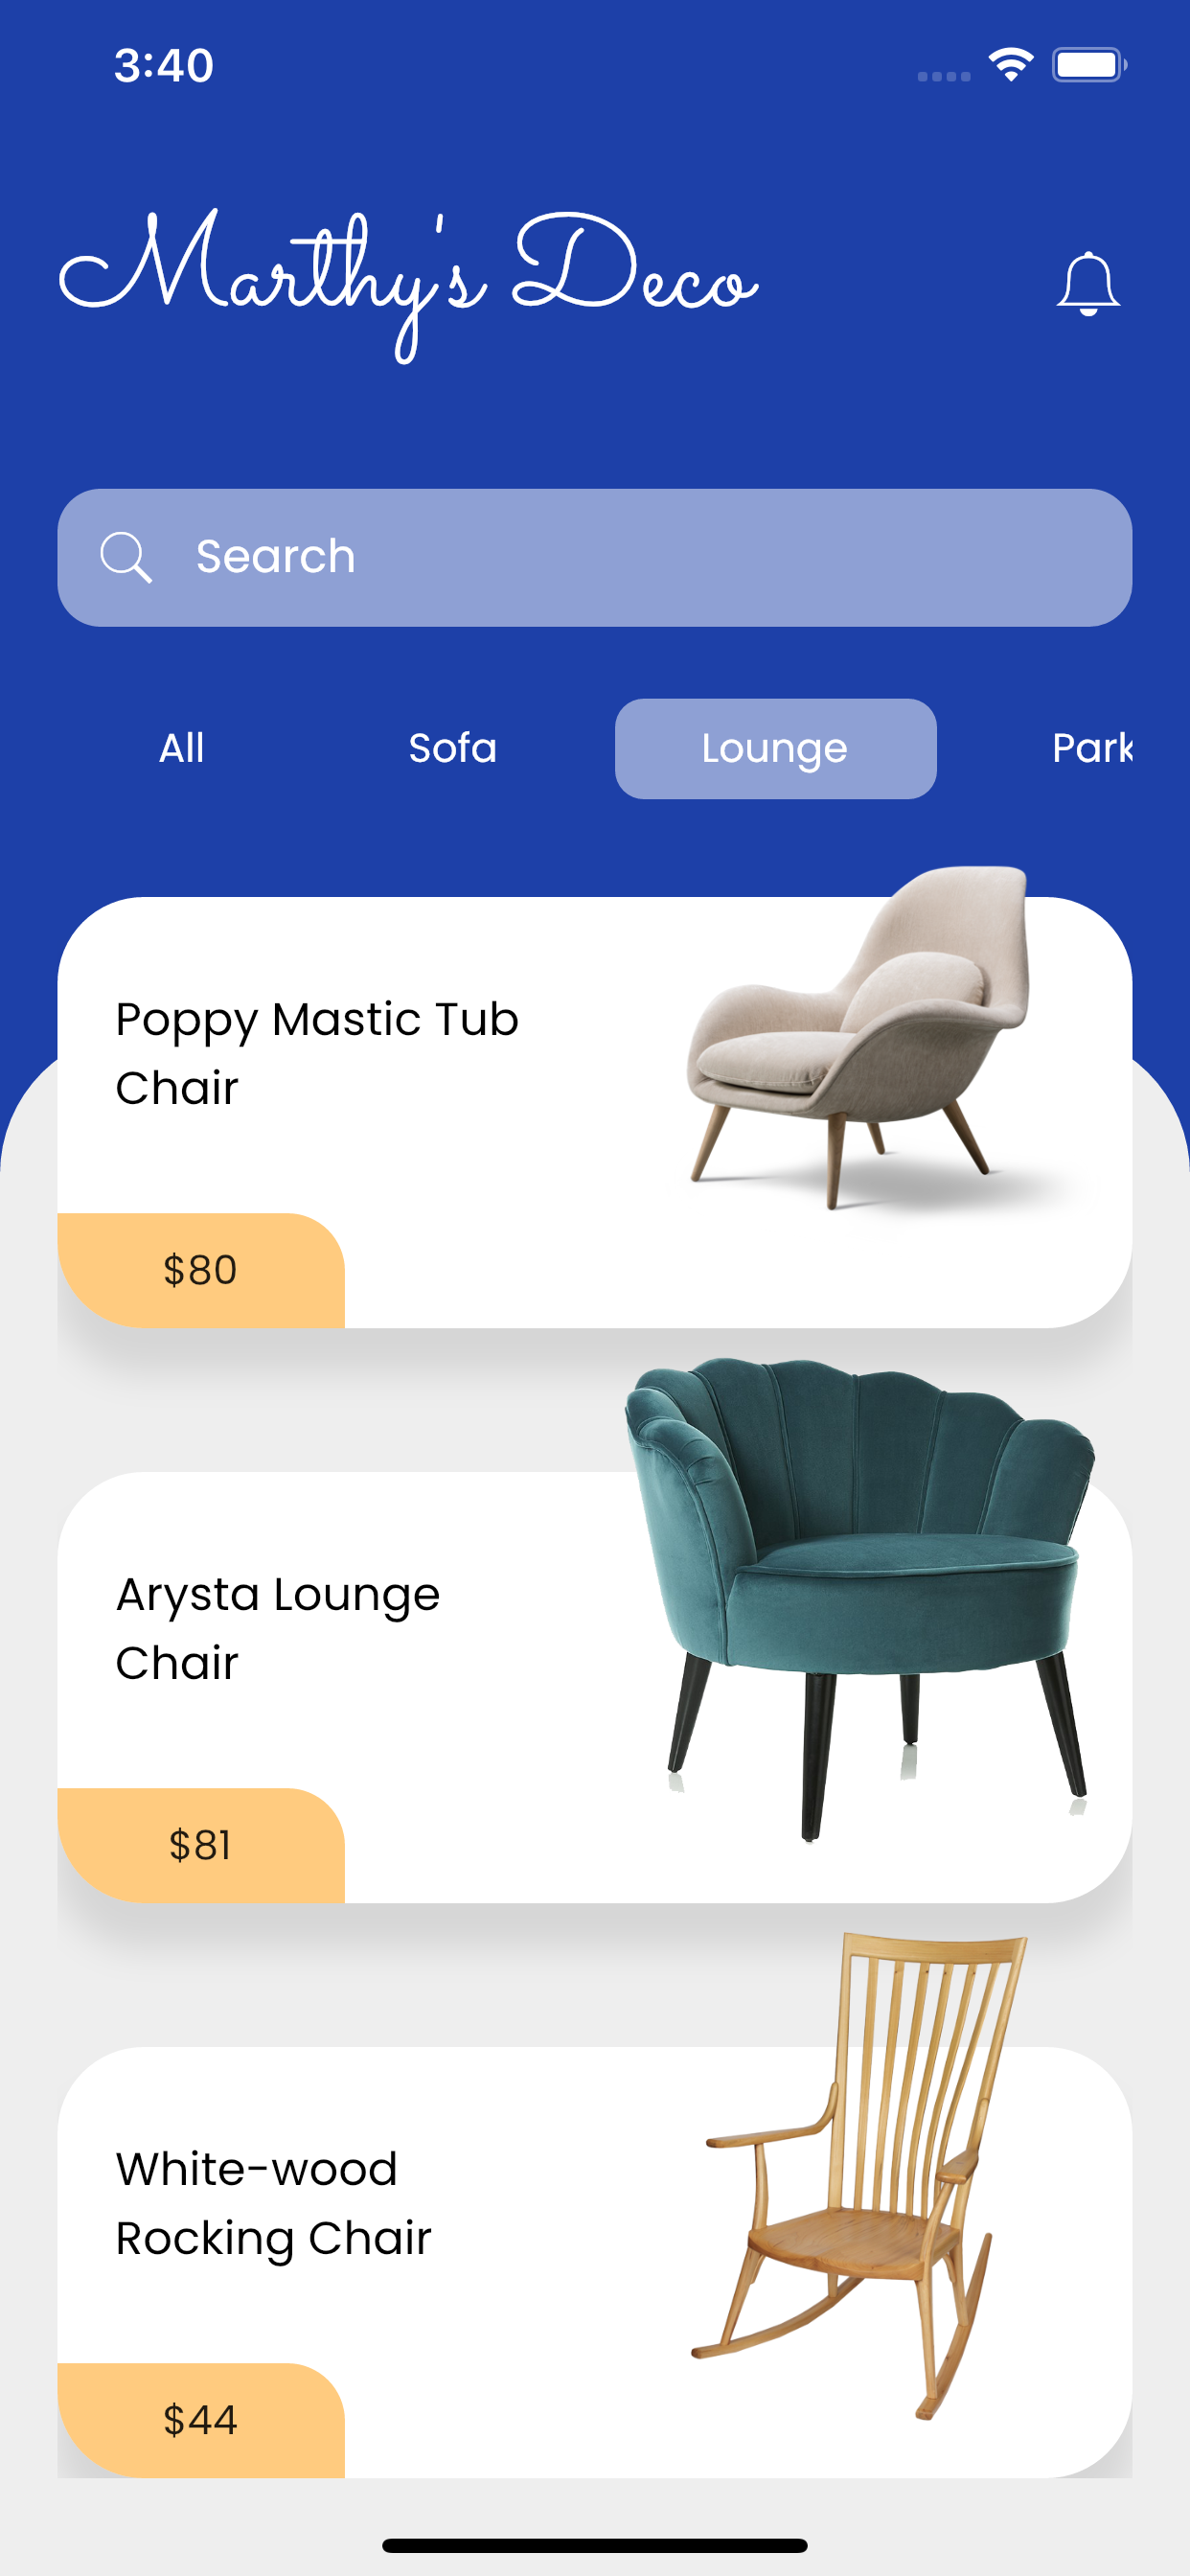 3:40
Marthy's Deco
Search
All Sofa Lounge Park
Poppy Mastic Tub
Chair
$80
Arysta Lounge
Chair
$81
White-wood
Rocking Chair
$44